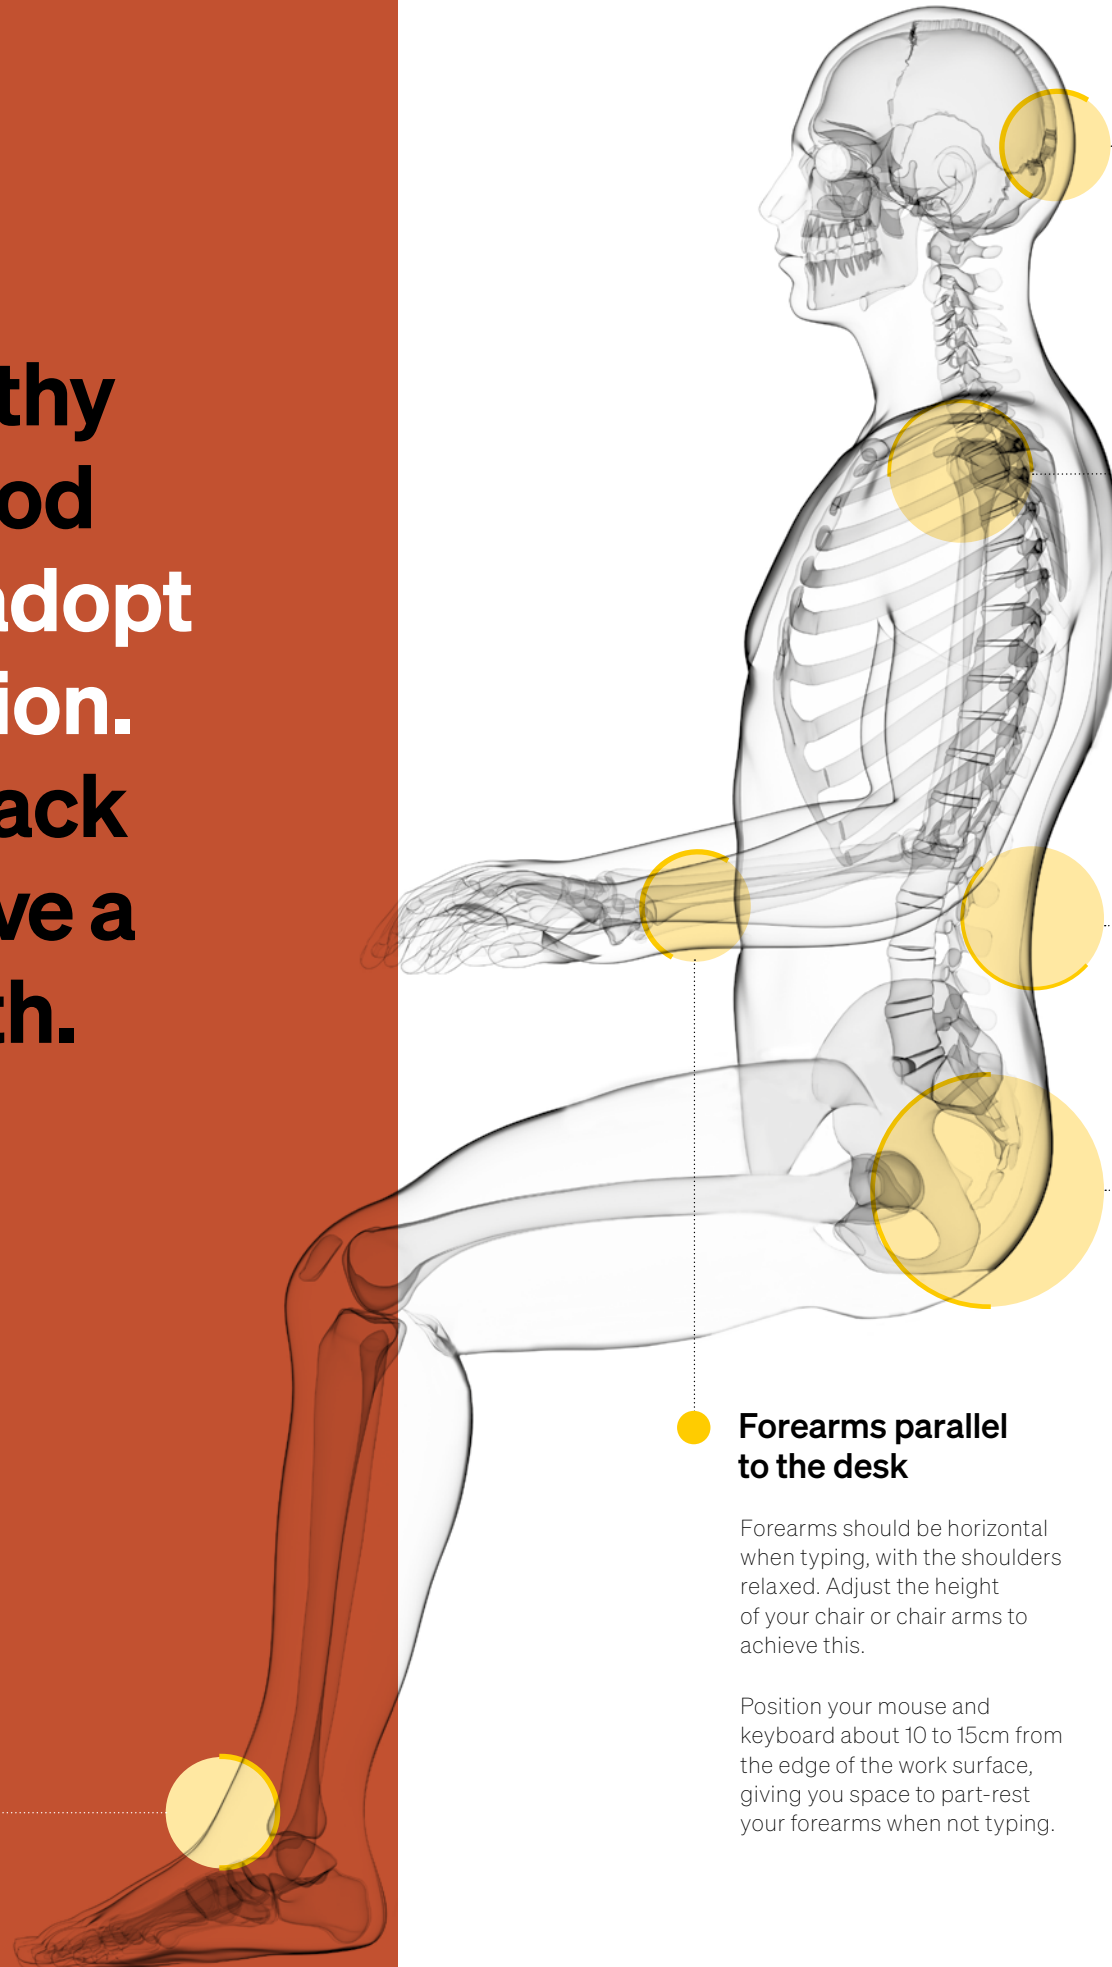 thy
od
adopt
ion.
ack
ve a
th.
Forearms parallel
to the desk
Forearms should be horizontal
when typing, with the shoulders
relaxed. Adjust the height
of your chair or chair arms to
achieve this.
Position your mouse and
keyboard about 10 to 15cm from
the edge of the work surface,
giving you space to part-rest
your forearms when not typing.